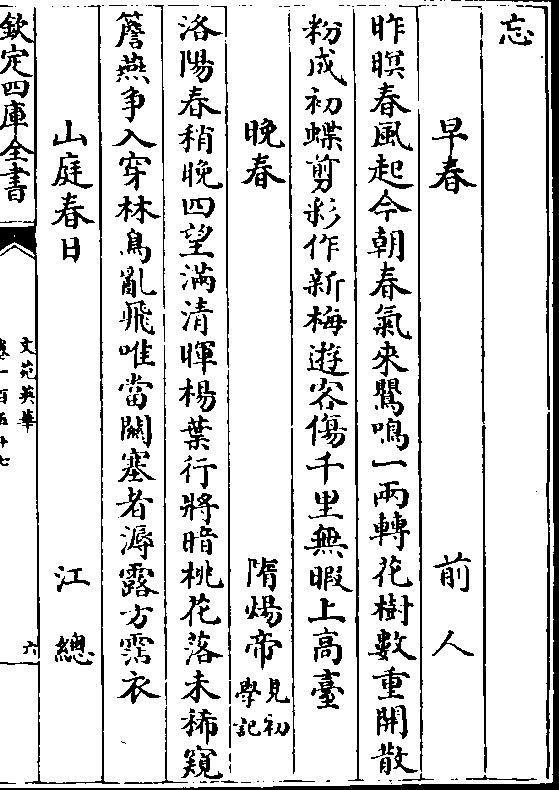 忘
早春　前人
昨暝春風起今朝春氣来鸎鳴一兩轉花樹數重開散
粉成初蝶剪彩作新梅遊客傷千里無暇上高臺
晚春　隋煬帝見初學記
洛陽春稍晚四望滿清暉楊葉行將暗桃花落未稀窺
簷燕争入穿林鳥亂飛唯當關塞者溽露方霑衣
山庭春日　江總
欽定四庫全書
文苑英華
卷一百五十七
六